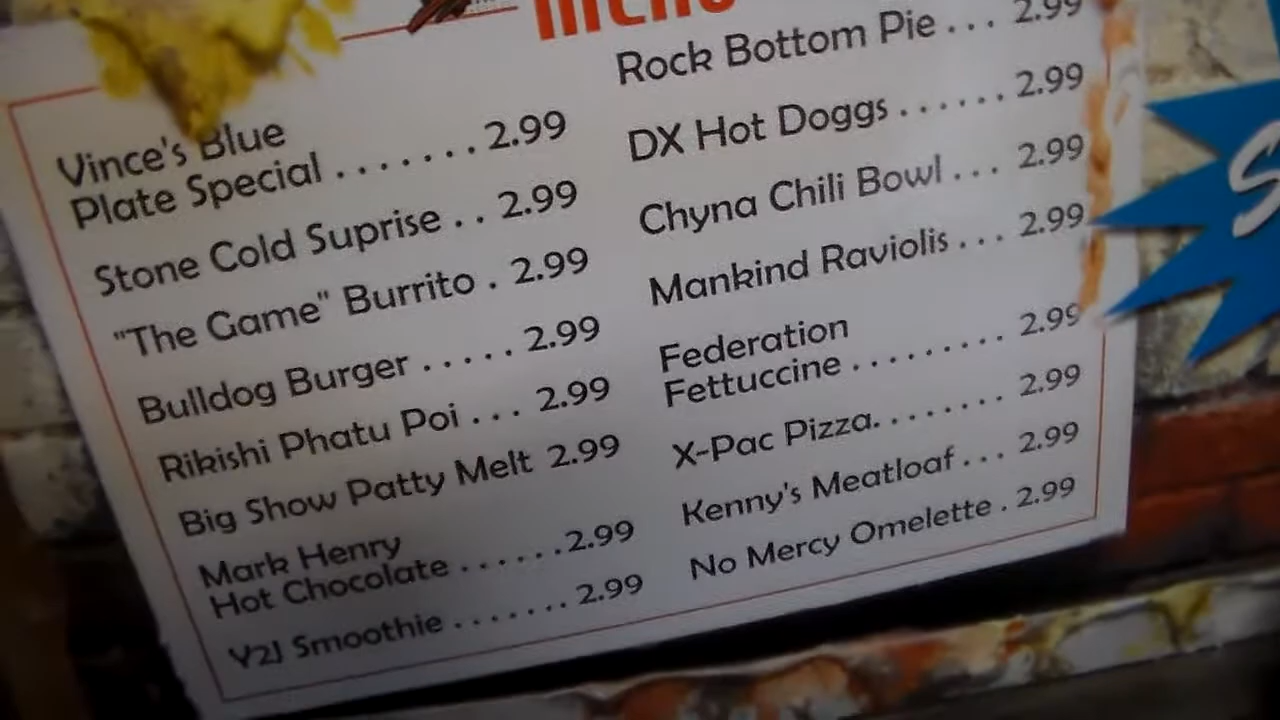 Menu
Vince's Blue
Plate Special . . . . . . . 2.99
Stone Cold Suprise . . 2.99
"The Game" Burrito . 2.99
Bulldog Burger . . . . . 2.99
Rikishi Phatu Poi . . . 2.99
Big Show Patty Melt 2.99
Mark Henry
Hot Chocolate . . . . . . 2.99
Y2J Smoothie . . . . . . . 2.99
Rock Bottom Pie . . . 2.99
DX Hot Doggs . . . . . . 2.99
Chyna Chili Bowl . . . 2.99
Mankind Raviolis . . . 2.99
Federation
Fettuccine . . . . . . . . . 2.99
X-Pac Pizza. . . . . . . . 2.99
Kenny's Meatloaf . . . 2.99
No Mercy Omelette . 2.99